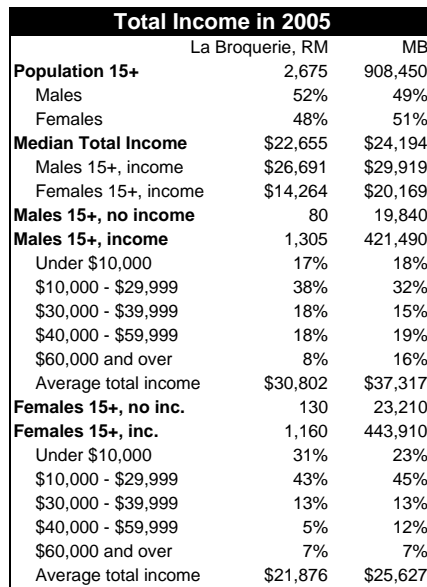 Total Income in 2005
La Broquerie, RM MB
Population 15+ 2,675 908,450
Males 52% 49%
Females 48% 51%
Median Total Income $22,655 $24,194
Males 15+, income $26,691 $29,919
Females 15+, income $14,264 $20,169
Males 15+, no income 80 19,840
Males 15+, income 1,305 421,490
Under $10,000 17% 18%
$10,000 - $29,999 38% 32%
$30,000 - $39,999 18% 15%
$40,000 - $59,999 18% 19%
$60,000 and over 8% 16%
Average total income $30,802 $37,317
Females 15+, no inc. 130 23,210
Females 15+, inc. 1,160 443,910
Under $10,000 31% 23%
$10,000 - $29,999 43% 45%
$30,000 - $39,999 13% 13%
$40,000 - $59,999 5% 12%
$60,000 and over 7% 7%
Average total income $21,876 $25,627